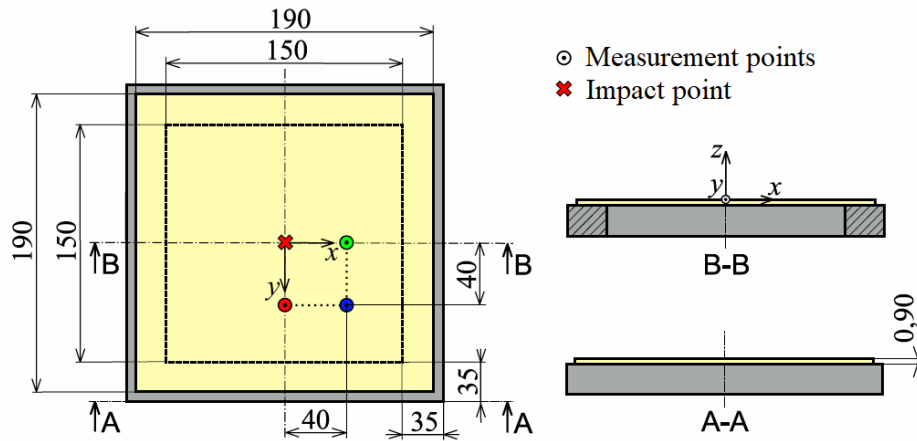 190
150
Measurement points
Impact point
190
150
z
y
x
B
x
B
B-B
y
40
0,90
35
A
40
35
A
A-A